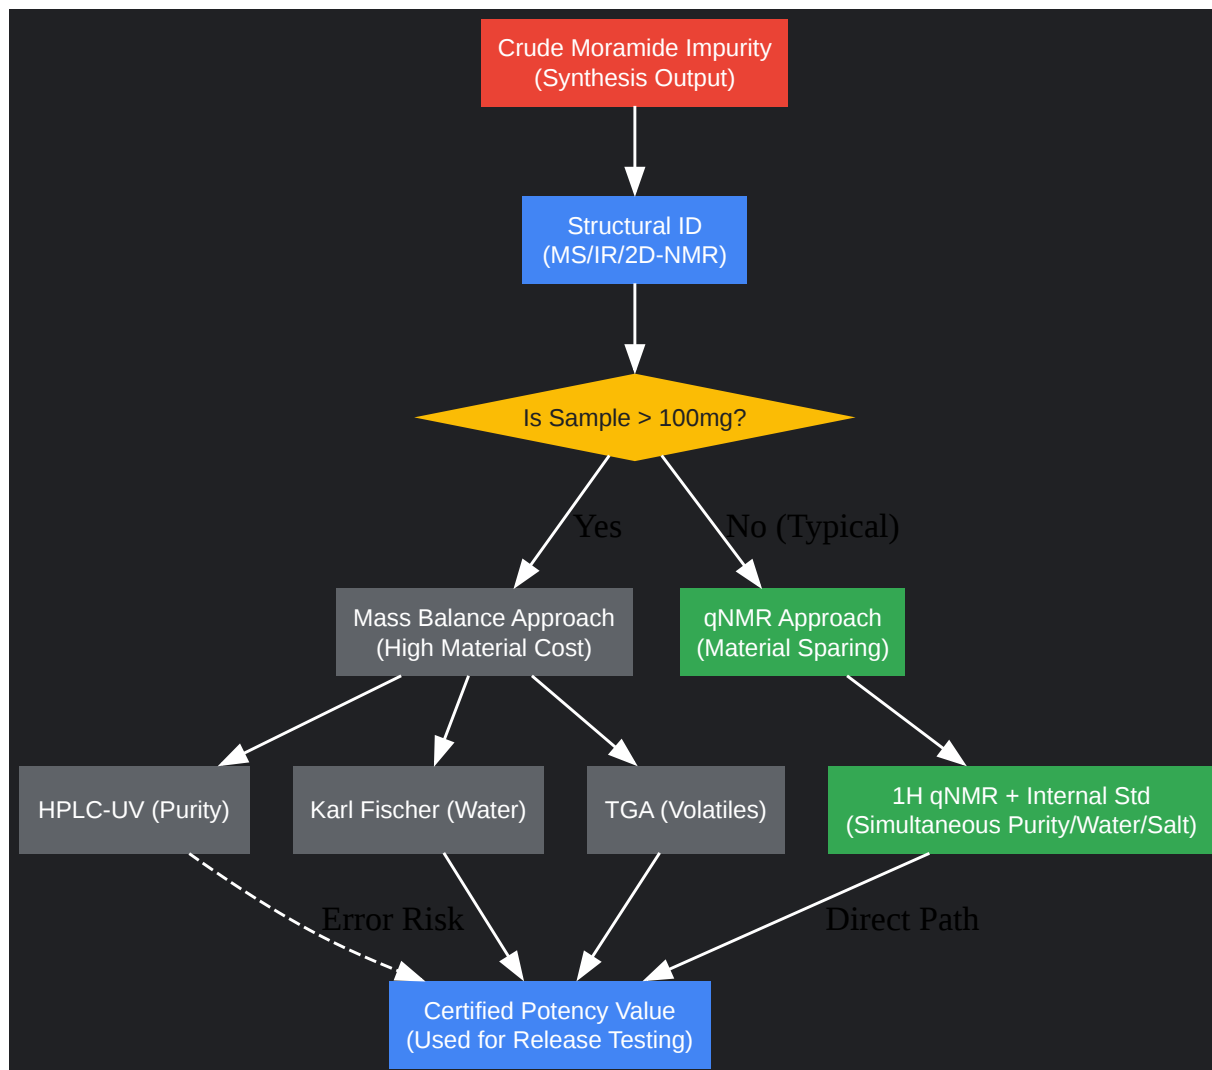 Crude Moramide Impurity
(Synthesis Output)
Structural ID
(MS/IR/2D-NMR)
Is Sample > 100mg?
Yes
No (Typical)
Mass Balance Approach
(High Material Cost)
qNMR Approach
(Material Sparing)
HPLC-UV (Purity)
Karl Fischer (Water)
TGA (Volatiles)
1H qNMR + Internal Std
(Simultaneous Purity/Water/Salt)
Error Risk
Direct Path
Certified Potency Value
(Used for Release Testing)